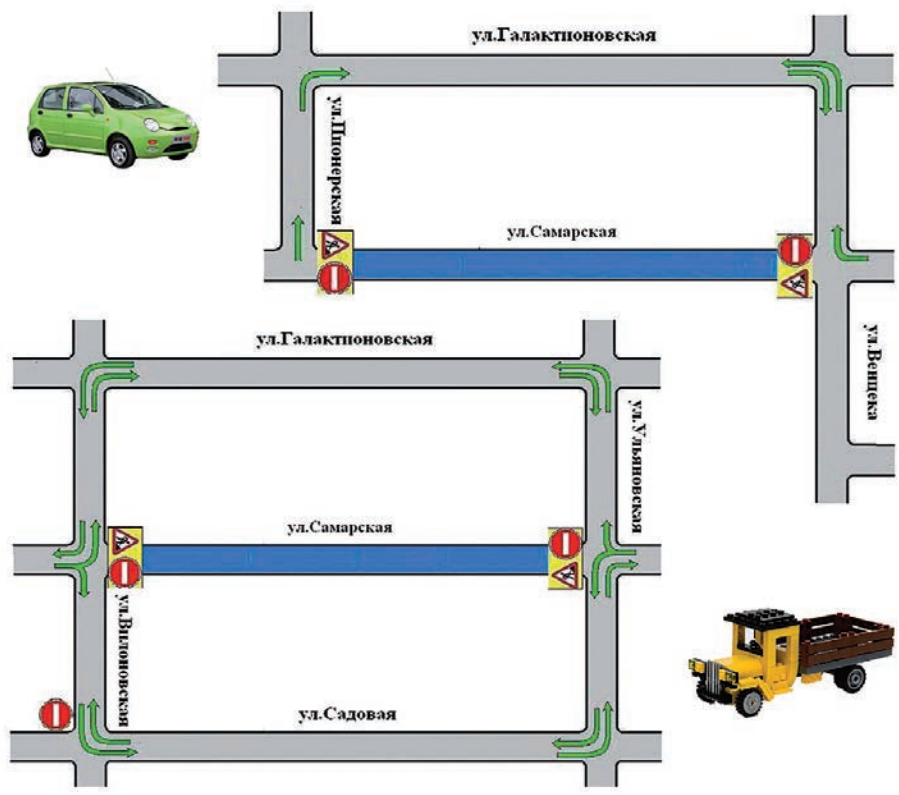 ул.Галактионовская
ул.Пионерская
ул.Самарская
ул.Венцека
ул.Галактионовская
ул.Ульяновская
ул.Самарская
ул.Вилоновская
ул.Садовая